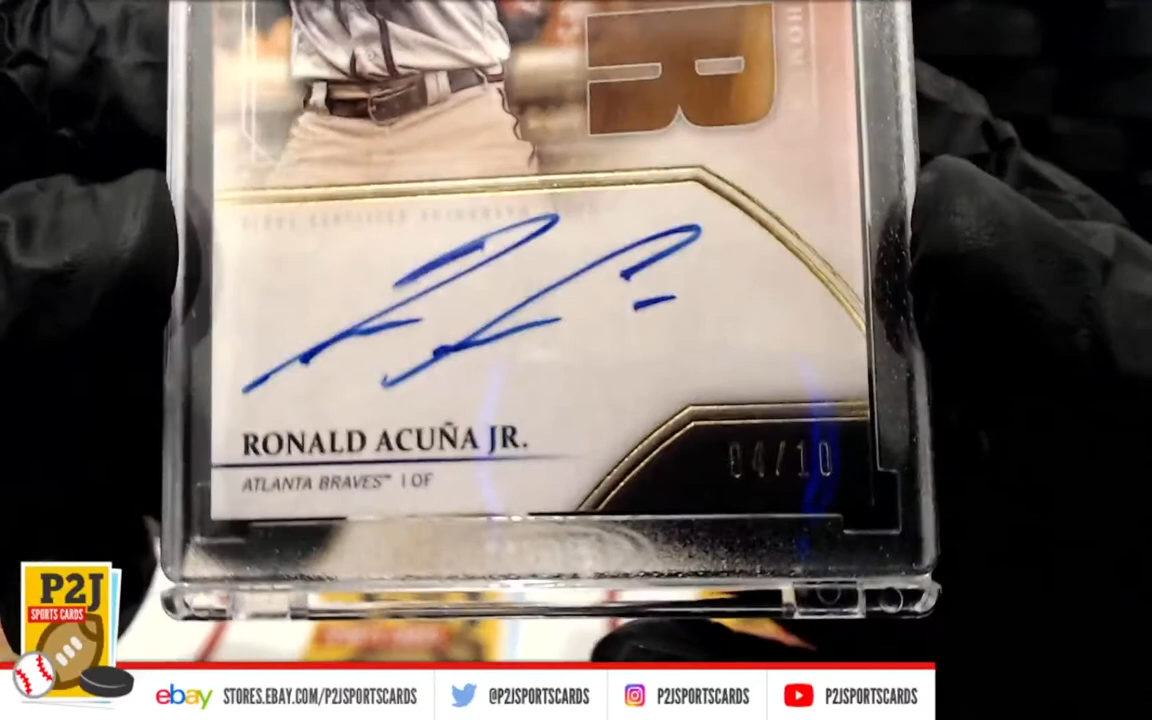 R
RONALD ACUÑA JR.
ATLANTA BRAVES™ | OF
04/10
P2J
SPORTS CARDS
ebay STORES.EBAY.COM/P2JSPORTSCARDS
@P2JSPORTSCARDS
P2JSPORTSCARDS
P2JSPORTSCARDS